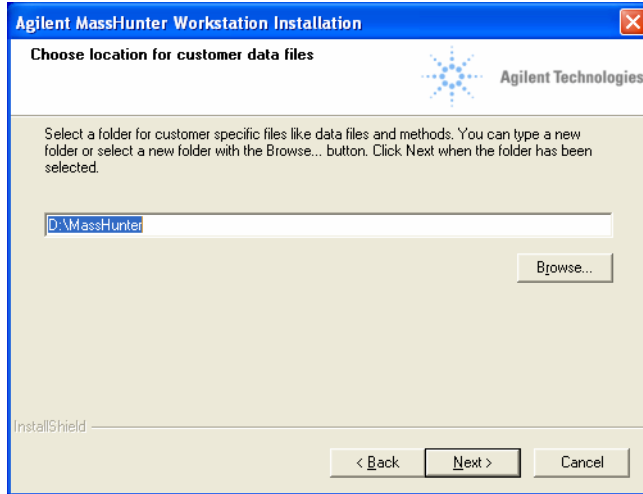 Agilent MassHunter Workstation Installation
Choose location for customer data files
Agilent Technologies
Select a folder for customer specific files like data files and methods. You can type a new
folder or select a new folder with the Browse... button. Click Next when the folder has been
selected.
D:\MassHunter
Browse...
InstallShield
< Back
Next >
Cancel